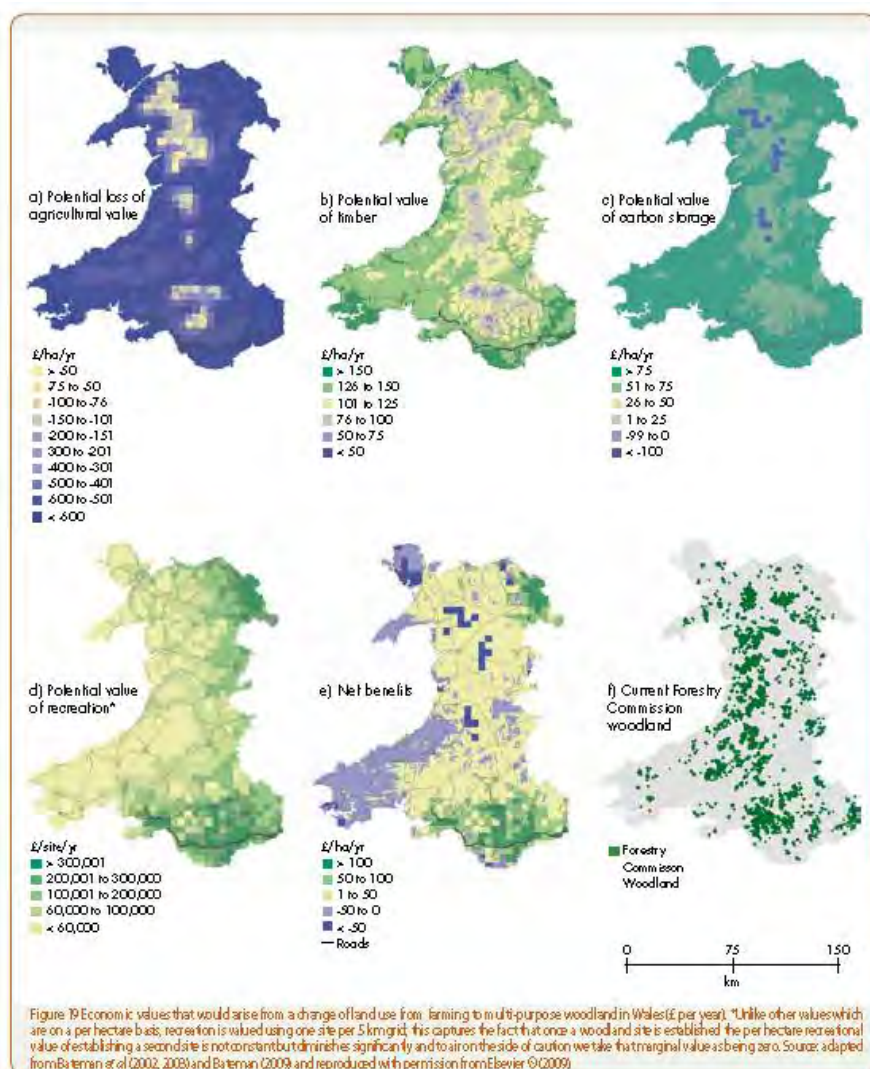 a) Potential loss of
agricultural value
£/ha/yr
> -50
-75 to -50
-100 to -76
-150 to -101
-200 to -151
300 to -201
-400 to -301
-500 to -401
-600 to -501
< -600
b) Potential value
of timber
£/ha/yr
> 150
126 to 150
101 to 125
76 to 100
50 to 75
< 50
c) Potential value
of carbon storage
£/ha/yr
> 75
51 to 75
26 to 50
1 to 25
-99 to 0
< -100
d) Potential value
of recreation*
£/site/yr
> 300,001
200,001 to 300,000
100,001 to 200,000
60,000 to 100,000
< 60,000
e) Net benefits
£/ha/yr
> 100
50 to 100
1 to 50
-50 to 0
< -50
Roads
f) Current Forestry
Commission
woodland
Forestry
Commisson
Woodland
0 75 150
km
Figure 19 Economic values that would arise from a change of land use from farming to multi-purpose woodland in Wales (£ per year). *Unlike other values which
are on a per hectare basis, recreation is valued using one site per 5 km grid; this captures the fact that once a woodland site is established the per hectare recreational
value of establishing a second site is not constant but diminishes significantly and to air on the side of caution we take that marginal value as being zero. Source: adapted
from Bateman et al (2002, 2003) and Bateman (2009) and reproduced with permission from Elsevier © (2009)